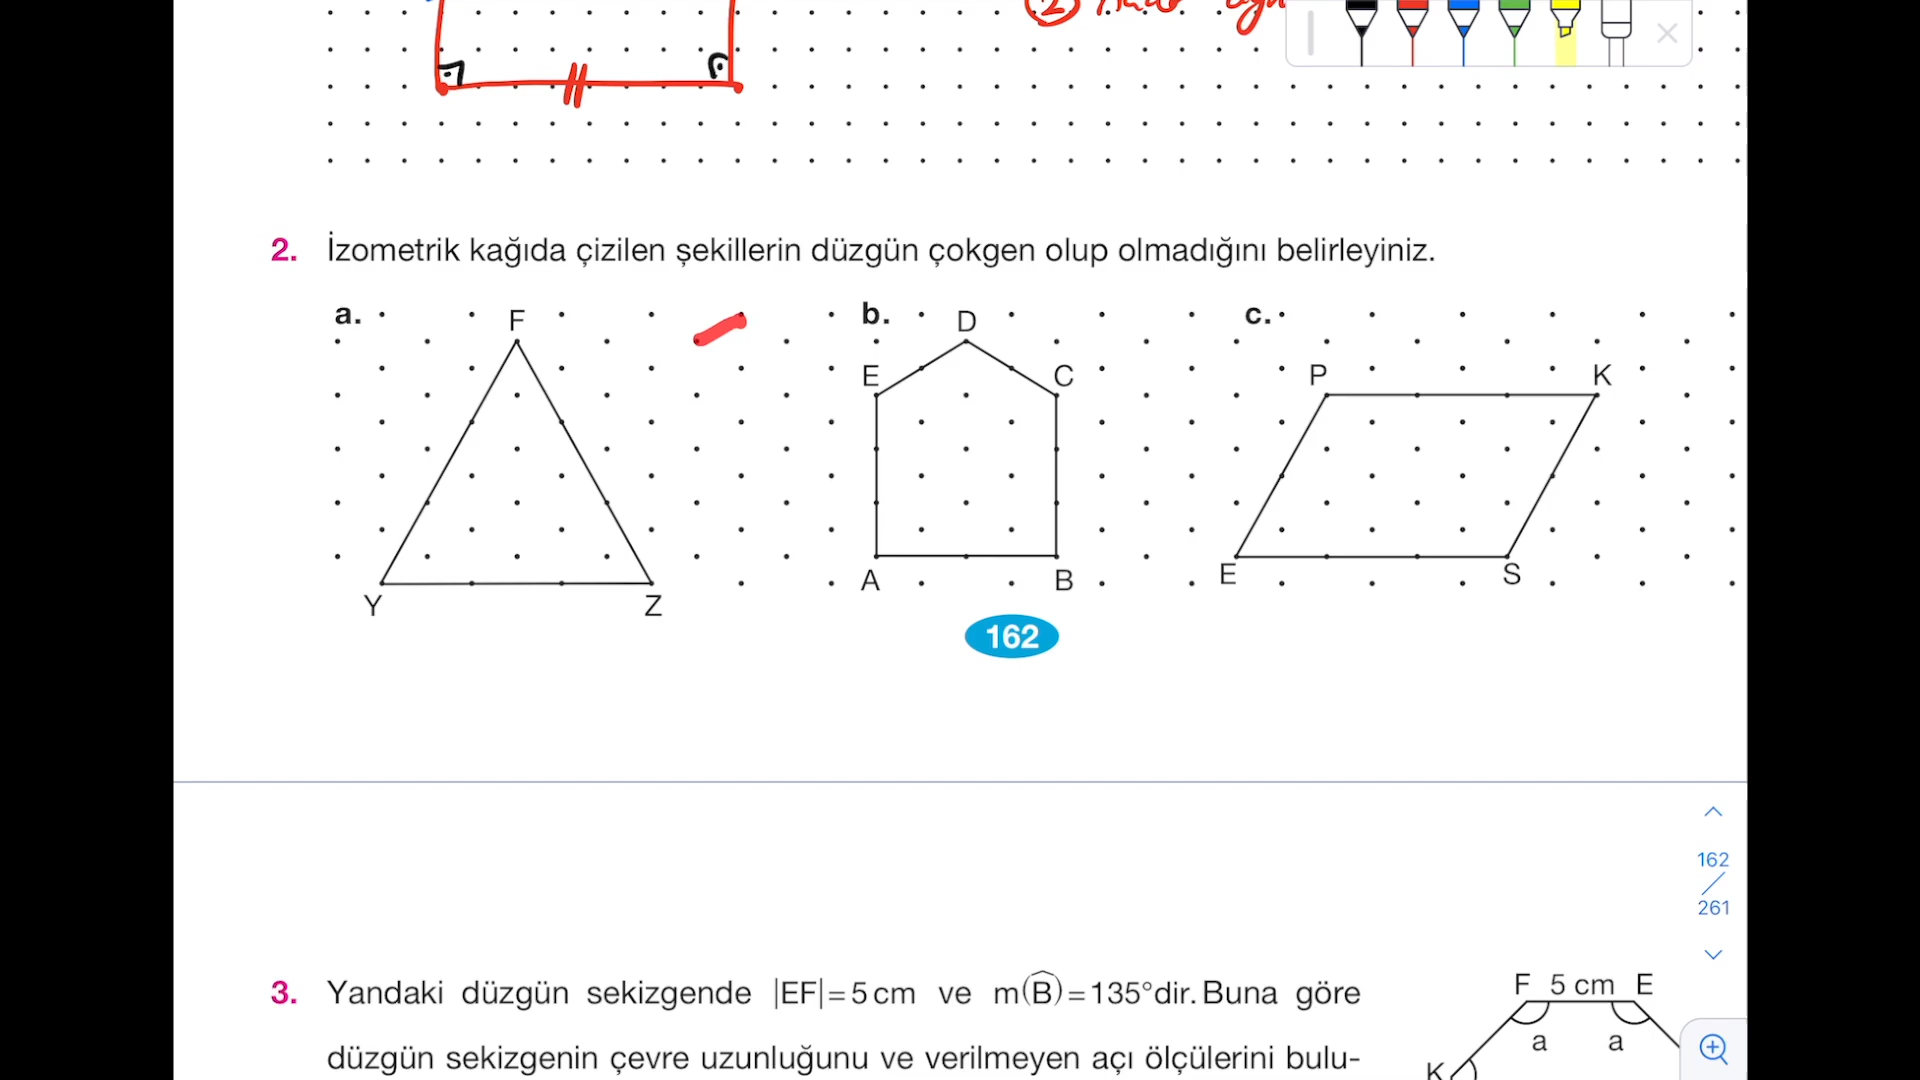 ②
2. İzometrik kağıda çizilen şekillerin düzgün çokgen olup olmadığını belirleyiniz.
a. F Y Z
b. D E C A B
c. P K E S
162
162
261
3. Yandaki düzgün sekizgende |EF|=5 cm ve m(B̂)=135°dir. Buna göre
düzgün sekizgenin çevre uzunluğunu ve verilmeyen açı ölçülerini bulu-
F 5 cm E
a a
K